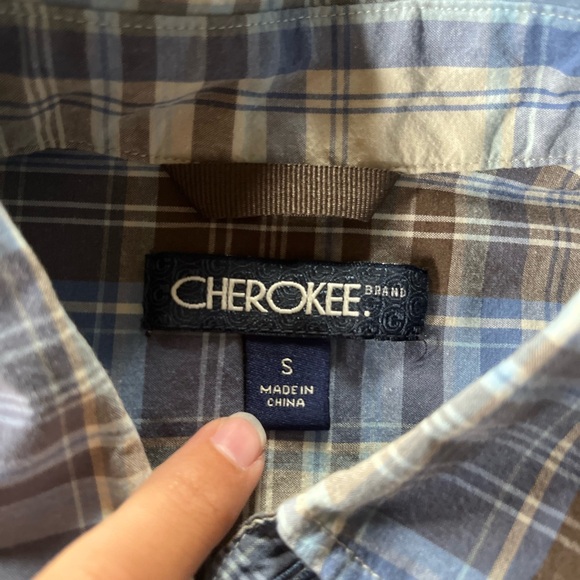 CHEROKEE. BRAND
S
MADE IN
CHINA